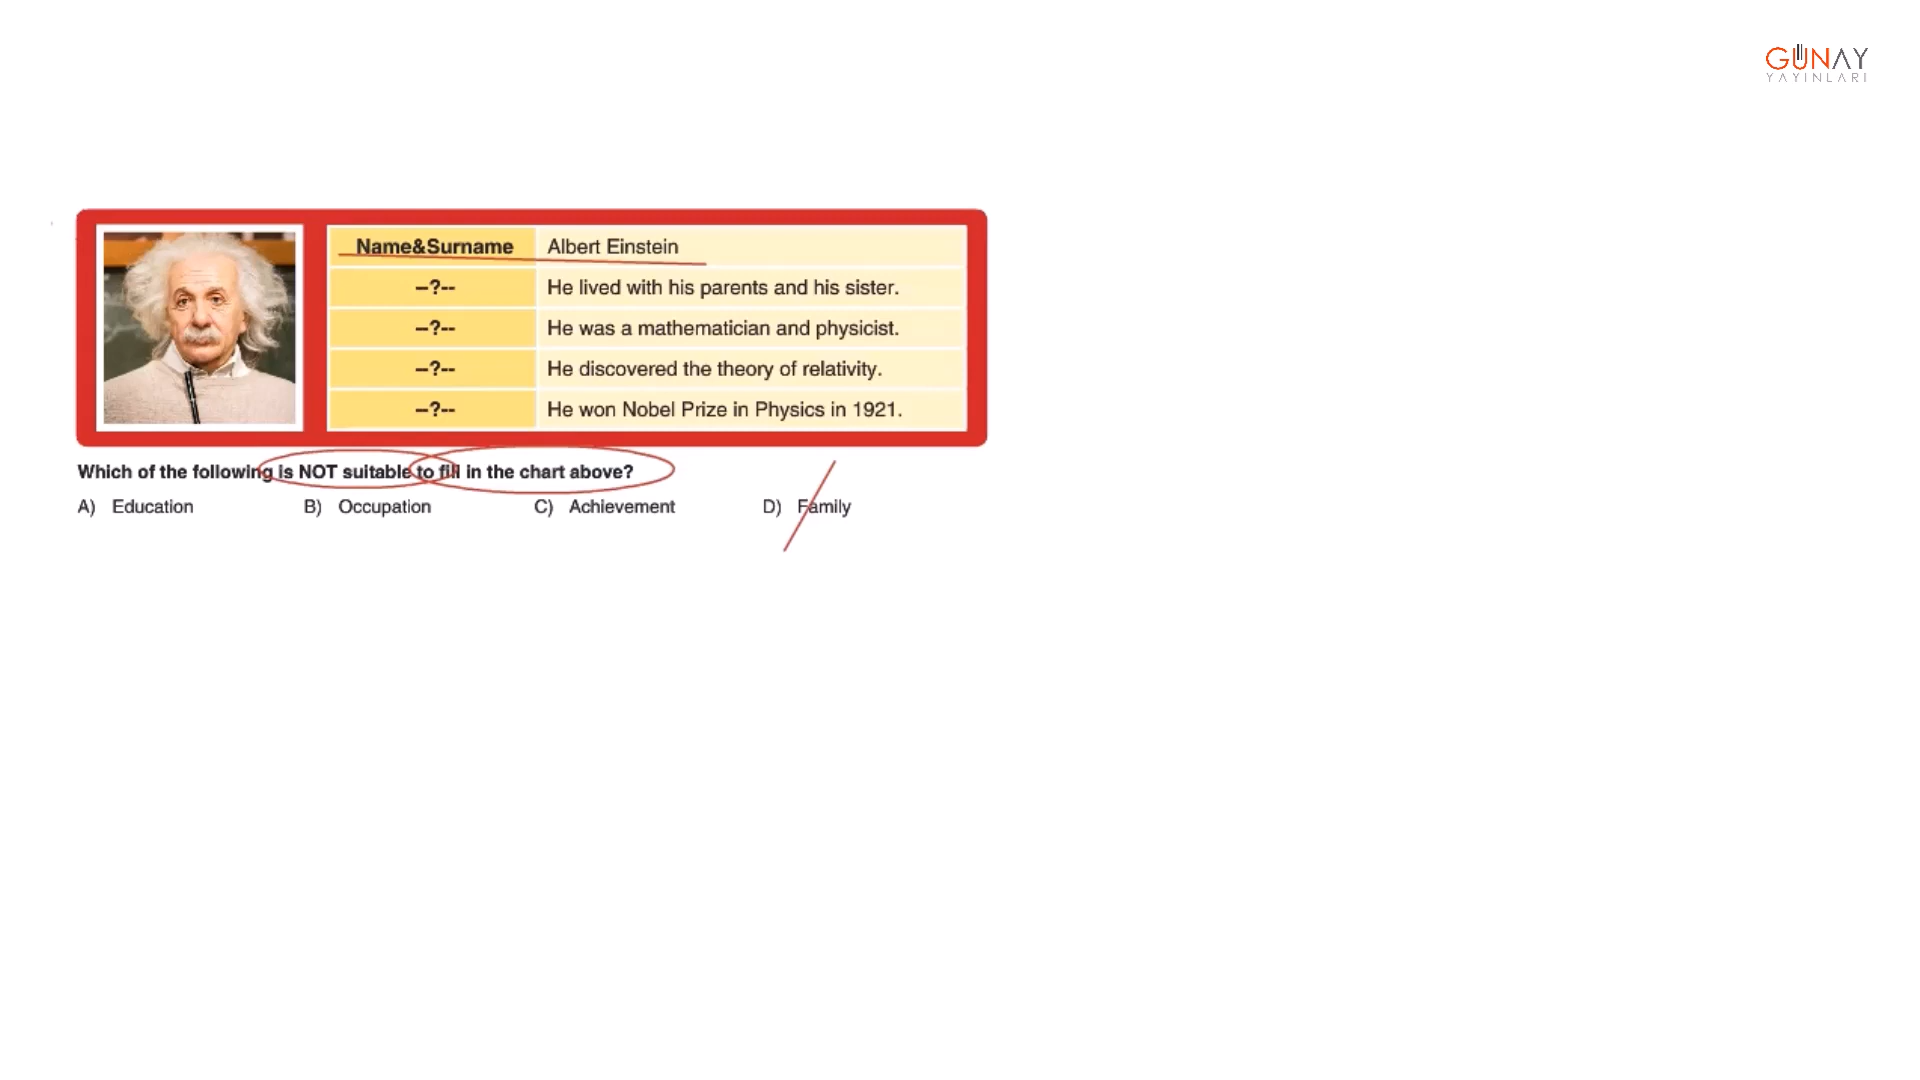 GÜNAY
YAYINLARI
Name&Surname Albert Einstein
–?-- He lived with his parents and his sister.
–?-- He was a mathematician and physicist.
–?-- He discovered the theory of relativity.
–?-- He won Nobel Prize in Physics in 1921.
Which of the following is NOT suitable to fill in the chart above?
A) Education B) Occupation C) Achievement D) Family